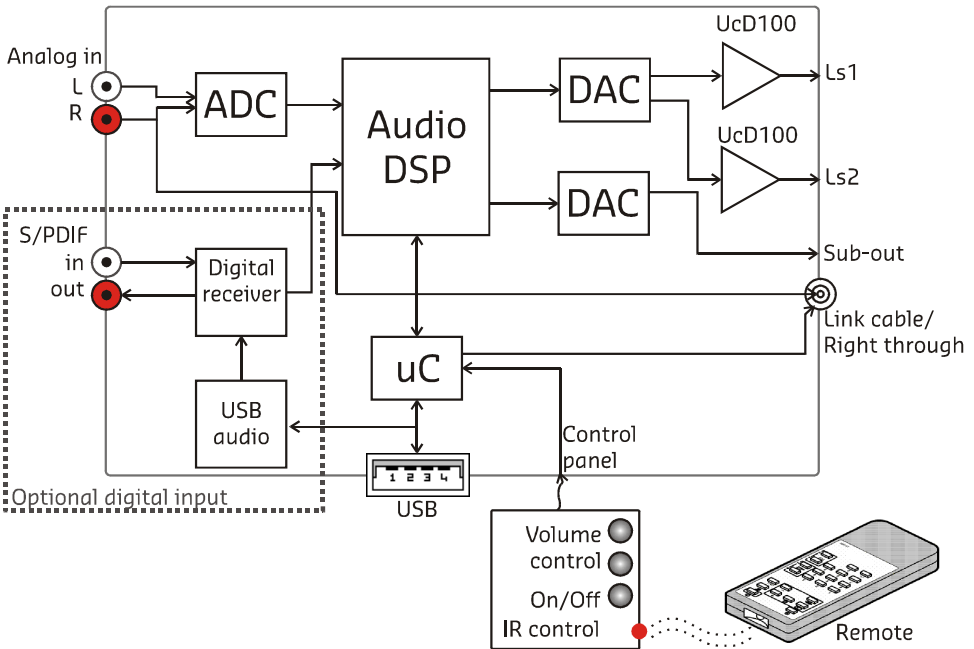 UcD100
Analog in
L
R
ADC
Audio
DSP
DAC
Ls1
UcD100
DAC
Ls2
S/PDIF
in
out
Digital
receiver
Sub-out
Link cable/
Right through
uC
USB
audio
Control
panel
1 2 3 4
USB
Optional digital input
Volume
control
On/Off
IR control
Remote